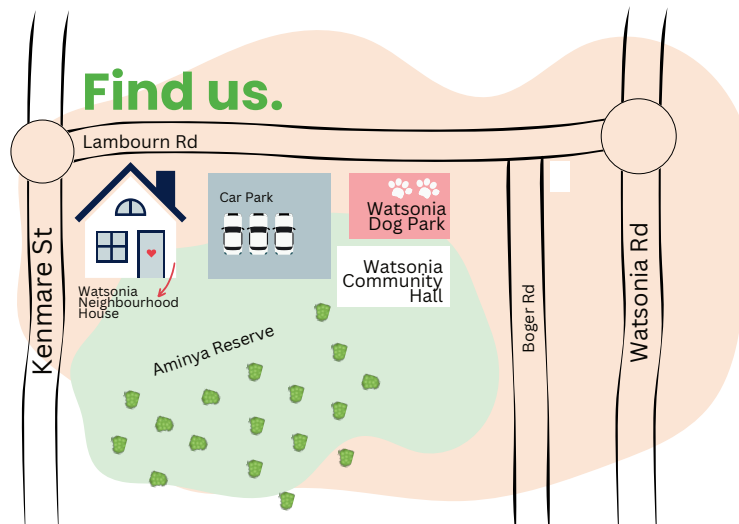 Find us.
Lambourn Rd
Car Park
Watsonia
Dog Park
Watsonia
Community
Hall
Watsonia
Neighbourhood
House
Kenmare St
Aminya Reserve
Boger Rd
Watsonia Rd